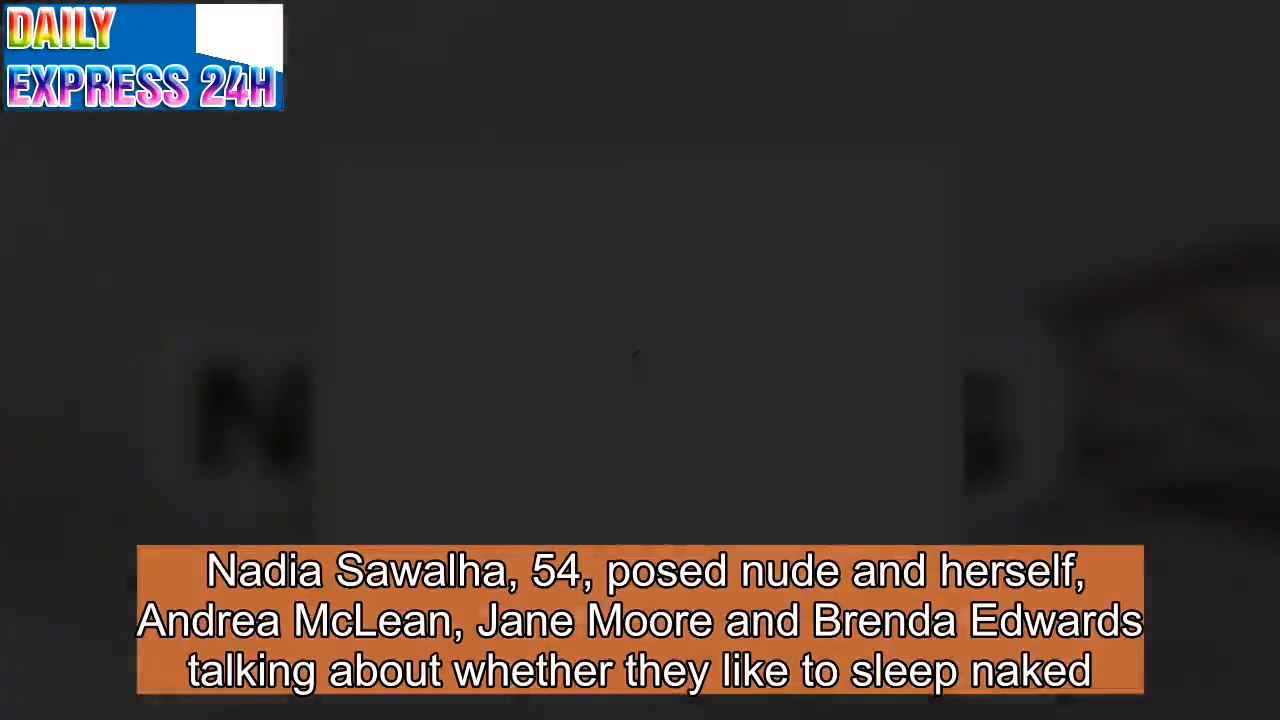 DAILY
EXPRESS 24H
Nadia Sawalha, 54, posed nude and herself,
Andrea McLean, Jane Moore and Brenda Edwards
talking about whether they like to sleep naked